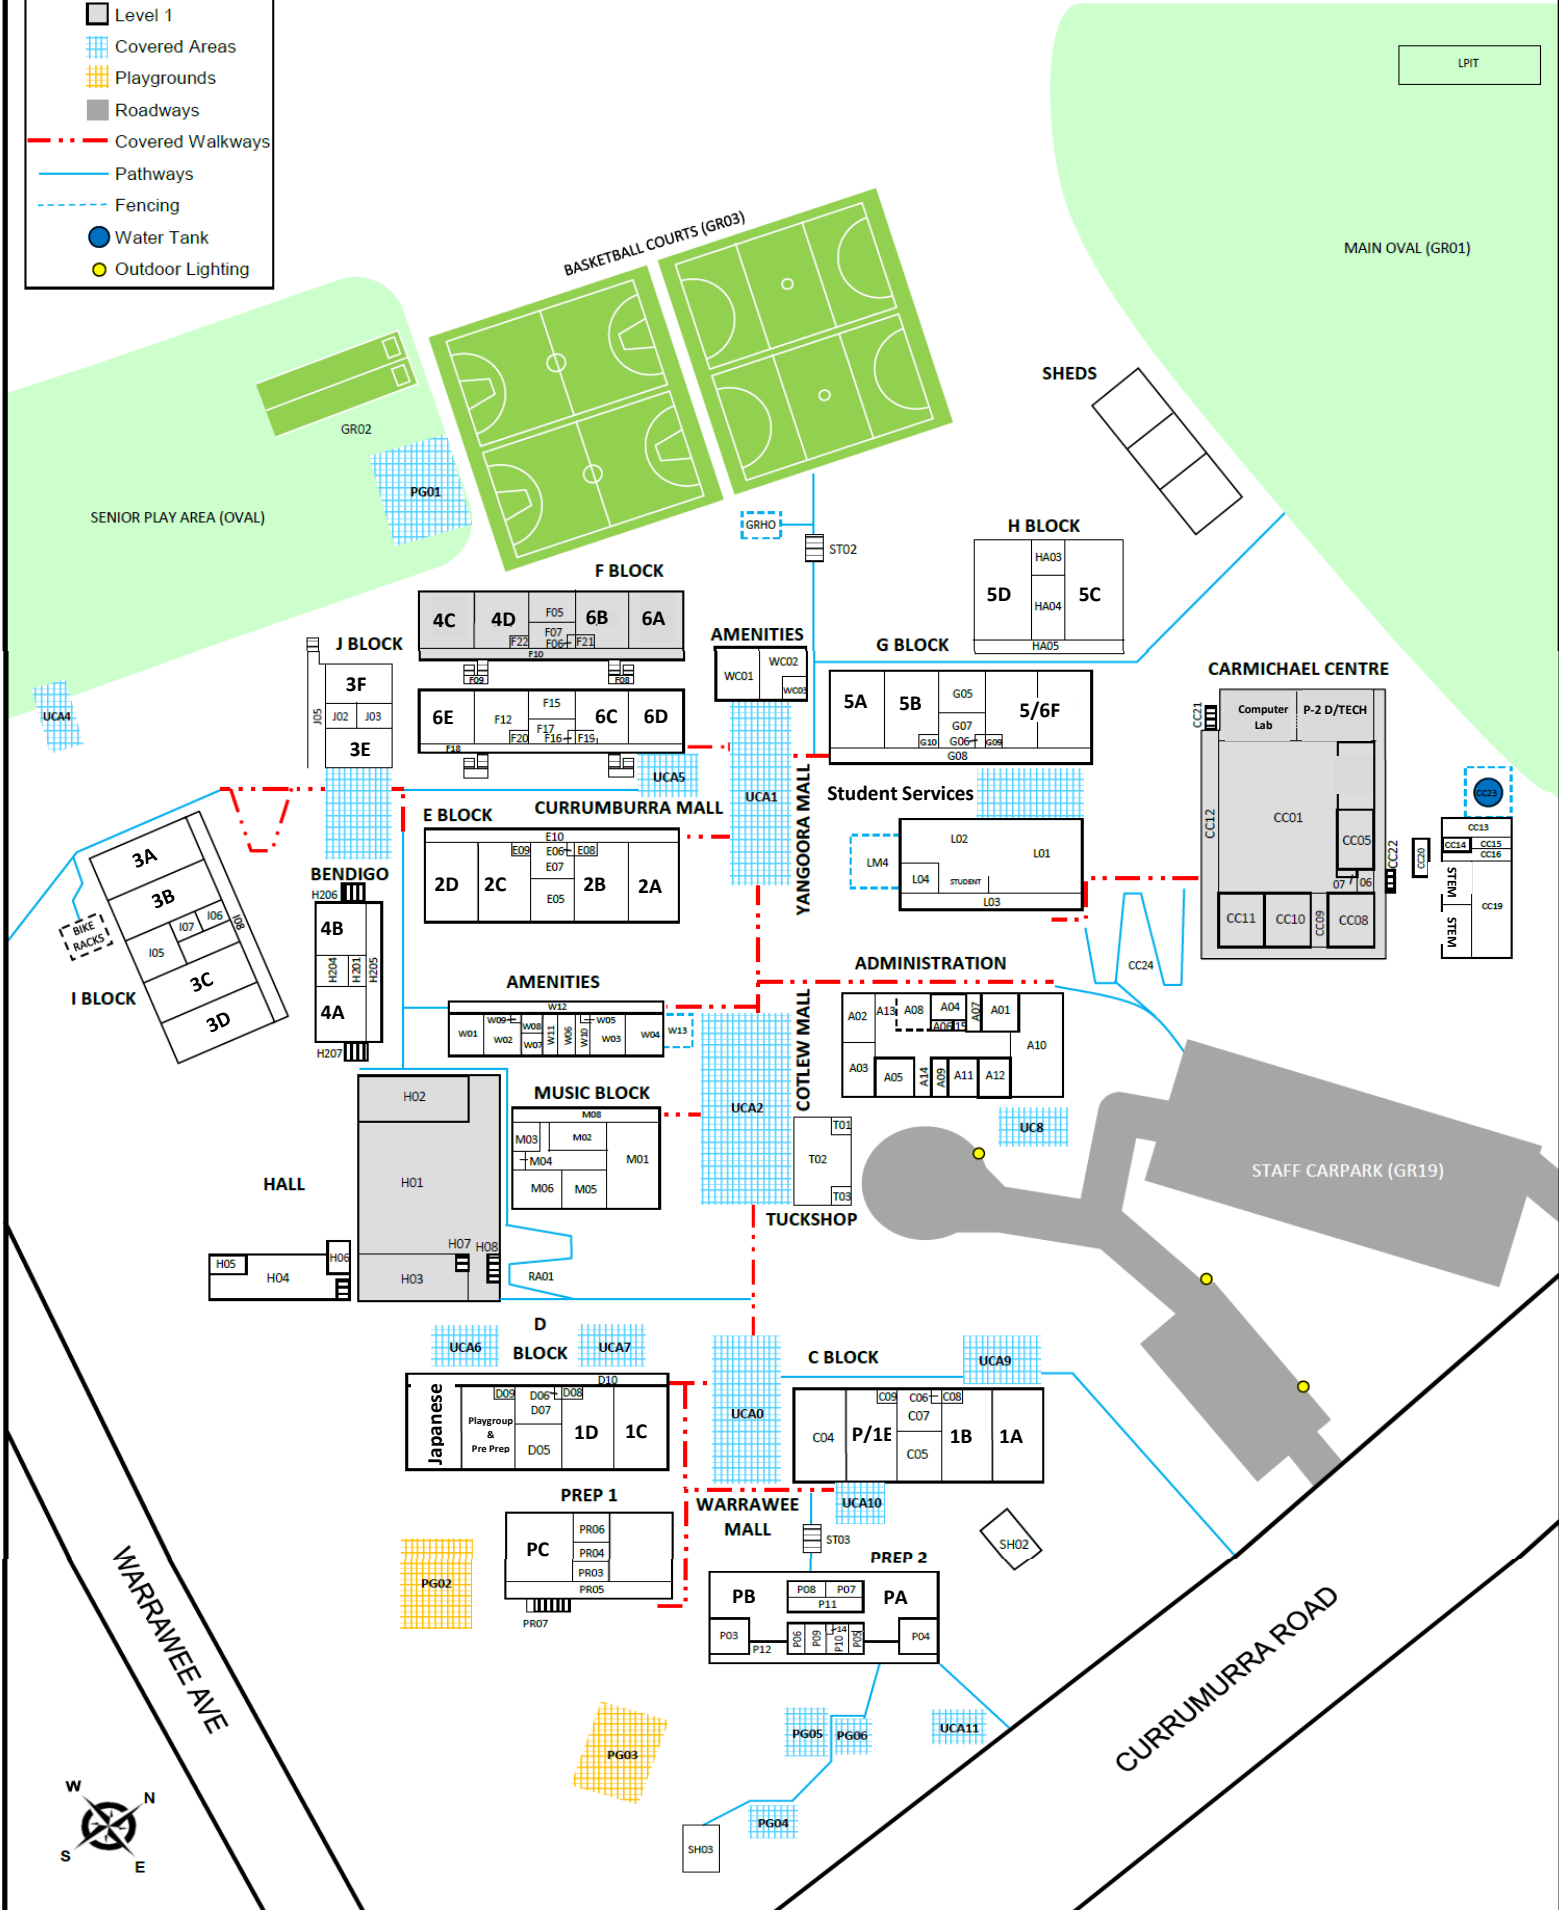 Level 1
Covered Areas
Playgrounds
Roadways
Covered Walkways
Pathways
Fencing
Water Tank
Outdoor Lighting
LPIT
MAIN OVAL (GR01)
BASKETBALL COURTS (GR03)
SHEDS
GR02
PG01
SENIOR PLAY AREA (OVAL)
GRHO
ST02
H BLOCK
5D
HA03
HA04
5C
HA05
F BLOCK
4C
4D
F05
F07
F06
F22
F21
6B
6A
F10
F09
F08
J BLOCK
3F
J05
J02
J03
3E
UCA4
6E
F12
F15
F17
F16
F20
F19
6C
6D
F18
UCA5
AMENITIES
WC01
WC02
WC03
G BLOCK
5A
5B
G05
G07
G06
G10
G09
5/6F
G08
CARMICHAEL CENTRE
Computer
Lab
P-2 D/TECH
CC21
CC12
CC01
CC05
07
06
CC22
CC11
CC10
CC09
CC08
CC20
CC23
CC13
CC14
CC15
CC16
STEM
STEM
CC19
CURRUMBURRA MALL
UCA1
YANGOORA MALL
Student Services
LM4
L02
L01
L04
STUDENT
L03
CC24
E BLOCK
E10
E09
E06
E08
E07
E05
2D
2C
2B
2A
3A
3B
I06
I07
I08
I05
3C
3D
BIKE
RACKS
I BLOCK
BENDIGO
H206
4B
H204
H201
H205
4A
H207
AMENITIES
W12
W01
W09
W02
W08
W07
W11
W06
W10
W05
W03
W04
W13
ADMINISTRATION
A02
A13
A08
A04
A06
15
A07
A01
A10
A03
A05
A14
A09
A11
A12
COTLEW MALL
UCA2
UC8
MUSIC BLOCK
M08
M03
M02
M04
M01
M06
M05
T01
T02
T03
TUCKSHOP
STAFF CARPARK (GR19)
HALL
H02
H01
H07
H08
H03
H05
H06
H04
RA01
UCA6
D
BLOCK
UCA7
D10
Japanese
D09
D06
D08
D07
D05
Playgroup
&
Pre Prep
1D
1C
UCA0
C BLOCK
UCA9
C04
P/1E
C09
C06
C08
C07
C05
1B
1A
UCA10
WARRAWEE
MALL
ST03
SH02
PREP 1
PC
PR06
PR04
PR03
PR05
PR07
PG02
PREP 2
PB
P08
P07
P11
PA
P03
P12
P06
P09
14
P10
P05
P04
PG03
PG05
PG06
UCA11
PG04
SH03
WARRAWEE AVE
CURRUMURRA ROAD
W
N
S
E